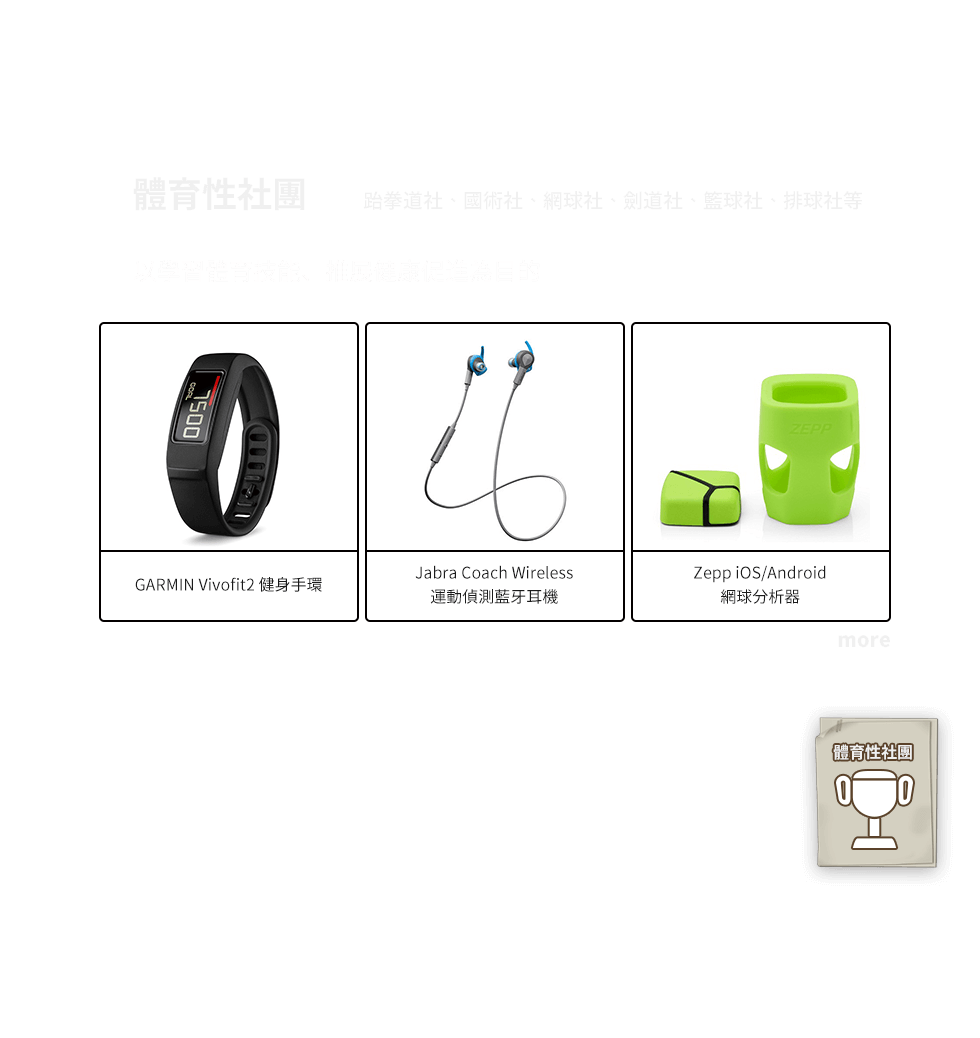 體育性社團
跆拳道社、國術社、網球社、劍道社、籃球社、排球社等
7500
ZEPP
GARMIN Vivofit2 健身手環
Jabra Coach Wireless
運動偵測藍牙耳機
Zepp iOS/Android
網球分析器
more
體育性社團